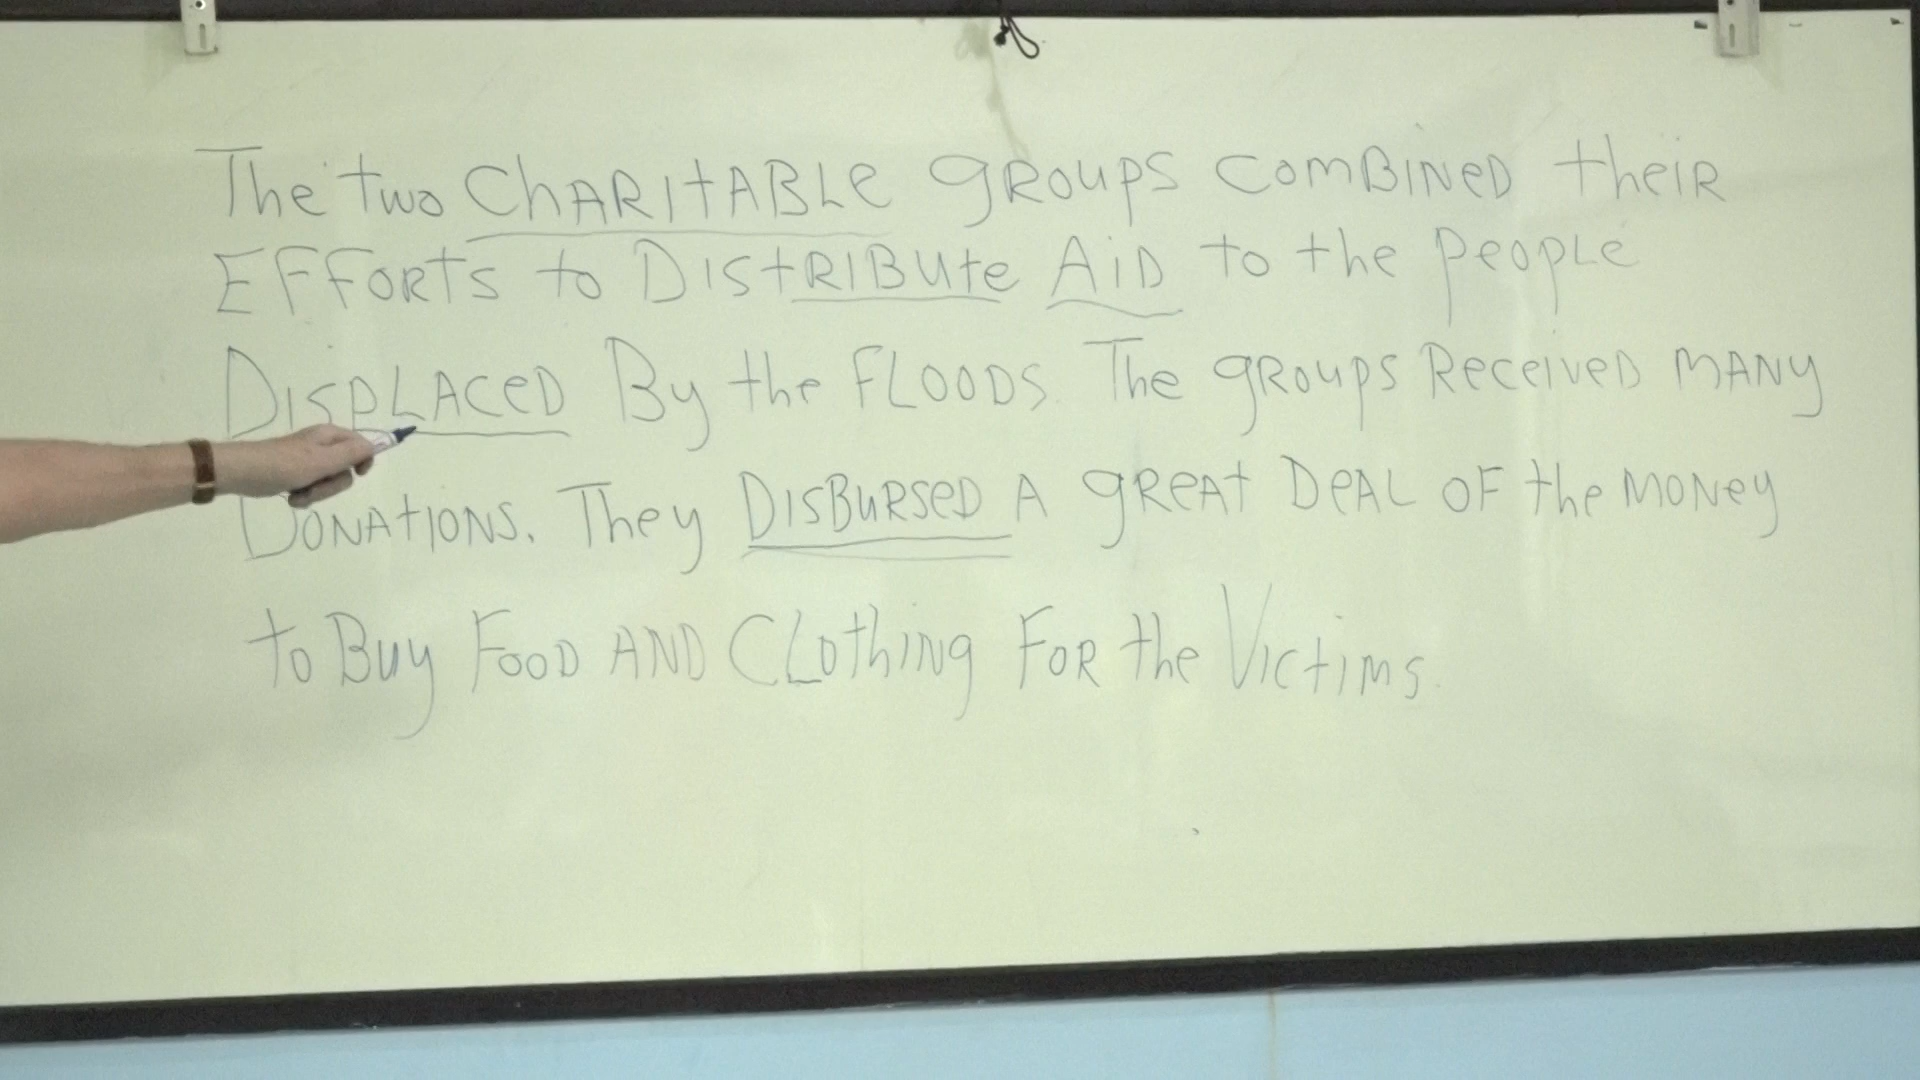 The two CHARItABLe gRoupS ComBINeD theiR
EFFoRtS to DIStRIBUte AiD to the peopLe
DISpLACeD By the FLOODS. The gRoupS ReceiveD MANy
DONAtIONS. They DISBuRSeD A gReAt DeAL OF the MONey
to Buy FooD AND CLothINg FoR the VIctims.